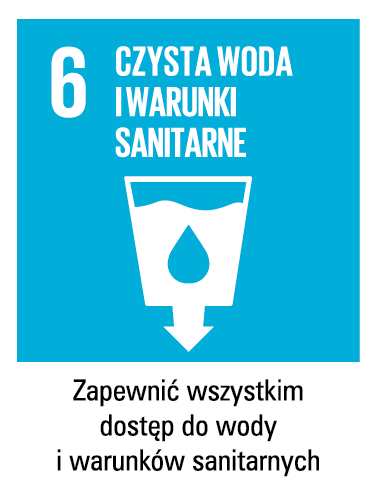 6
CZYSTA WODA
I WARUNKI
SANITARNE
Zapewnić wszystkim
dostęp do wody
i warunków sanitarnych